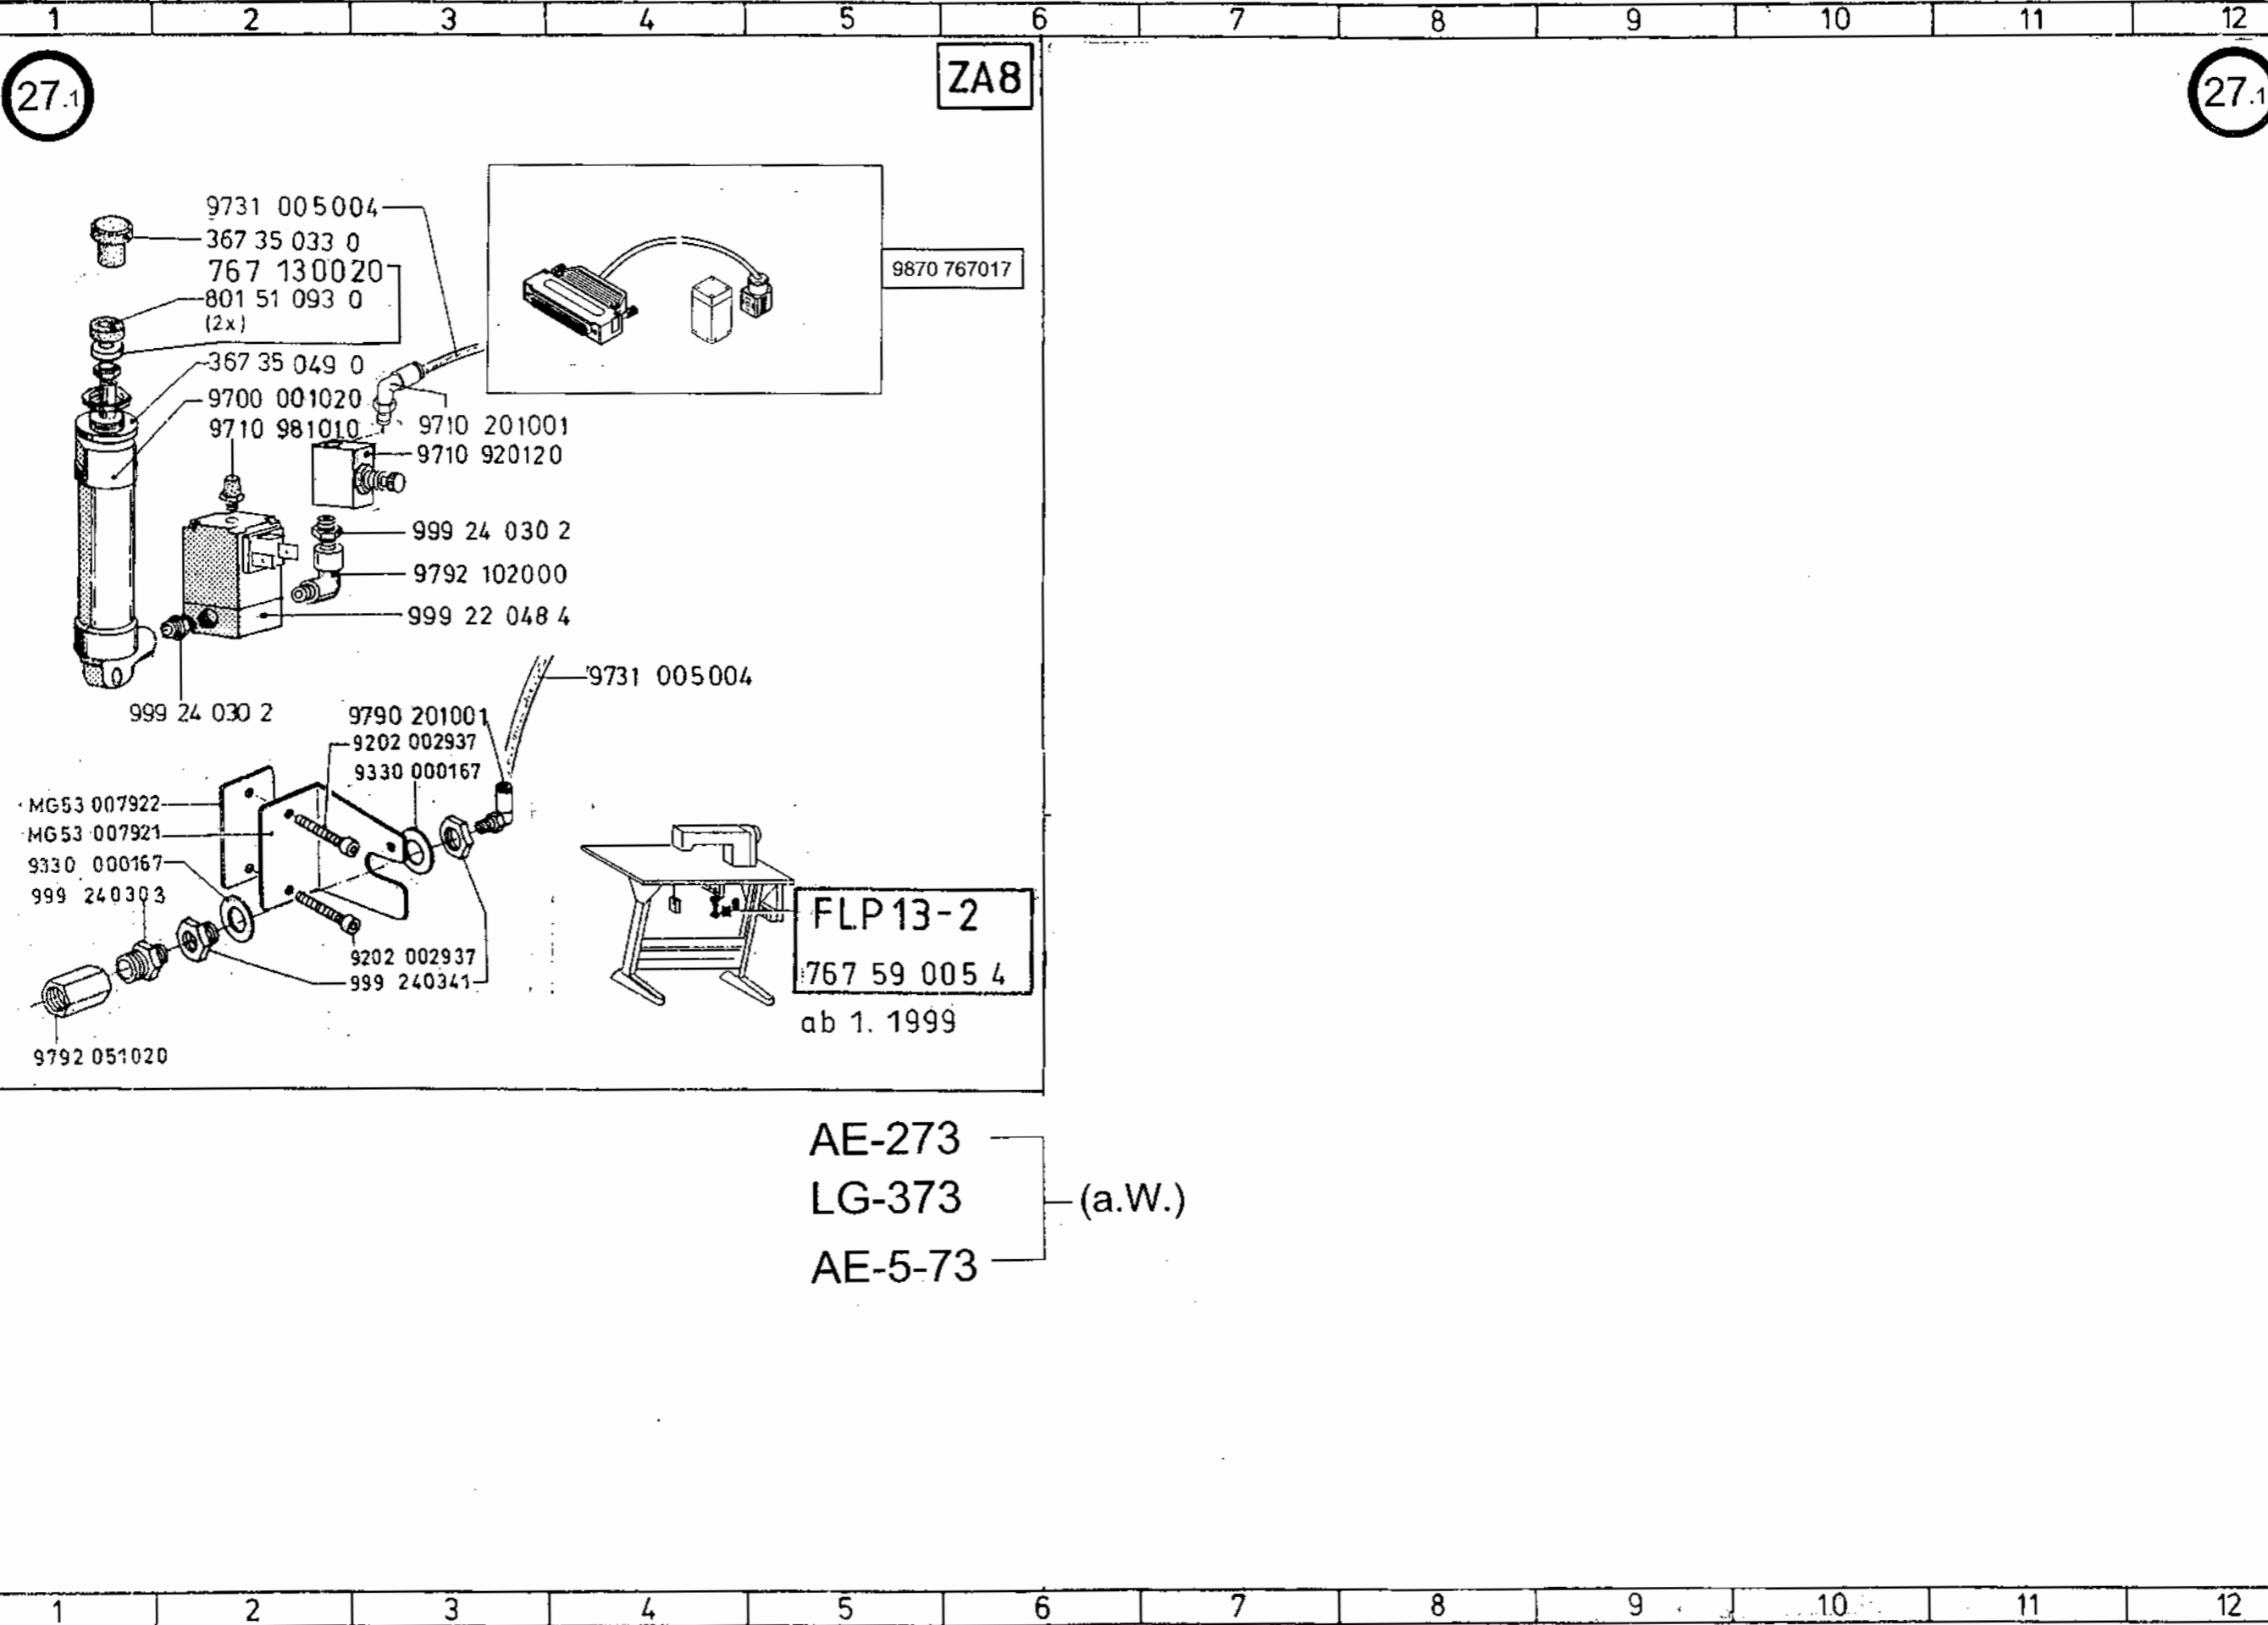 1 2 3 4 5 6 7 8 9 10 11 12
27.1
ZA8
27.1
9731 005004
367 35 033 0
767 130020
801 51 093 0
(2x)
367 35 049 0
9700 001020
9710 981010
9870 767017
9710 201001
9710 920120
999 24 030 2
9792 102000
999 22 048 4
9731 005004
999 24 030 2
9790 201001
9202 002937
9330 000167
MG53 007922
MG53 007921
9330 000167
999 240303
9202 002937
999 240341
9792 051020
FLP 13-2
767 59 005 4
ab 1. 1999
AE-273
LG-373
(a.W.)
AE-5-73
1 2 3 4 5 6 7 8 9 10 11 12